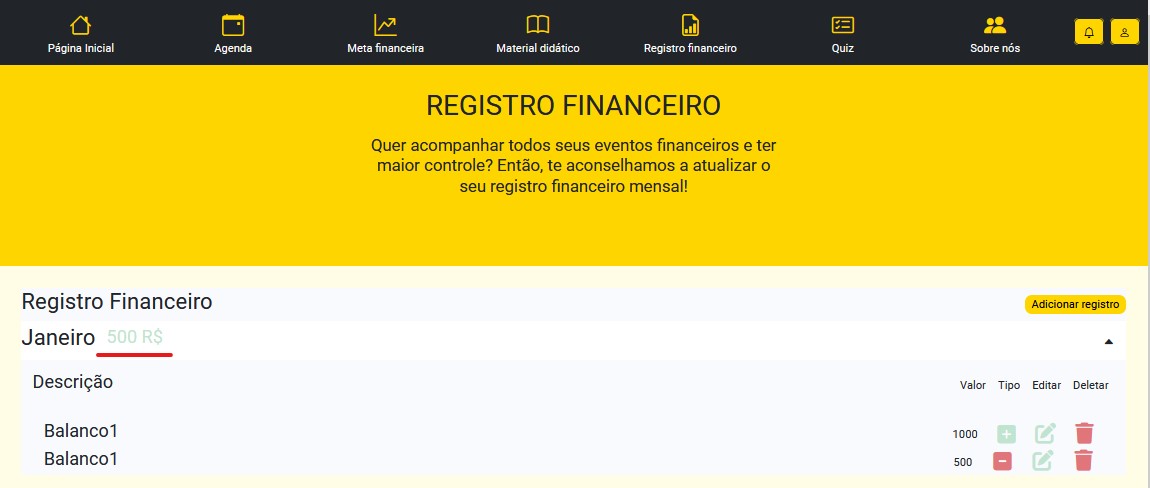 Página Inicial
Agenda
Meta financeira
Material didático
Registro financeiro
Quiz
Sobre nós
REGISTRO FINANCEIRO
Quer acompanhar todos seus eventos financeiros e ter
maior controle? Então, te aconselhamos a atualizar o
seu registro financeiro mensal!
Registro Financeiro
Adicionar registro
Janeiro 500 R$
Descrição Valor Tipo Editar Deletar
Balanco1 1000
Balanco1 500